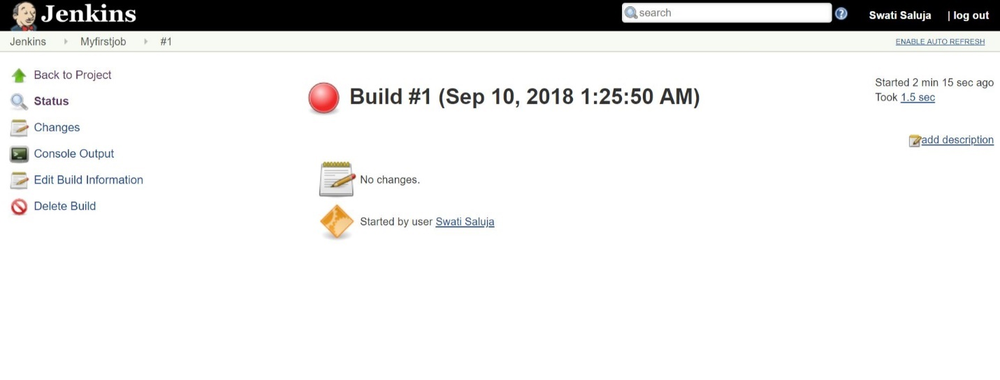 Jenkins
search
Swati Saluja | log out
Jenkins Myfirstjob #1
ENABLE AUTO REFRESH
Back to Project
Status
Changes
Console Output
Edit Build Information
Delete Build
Build #1 (Sep 10, 2018 1:25:50 AM)
Started 2 min 15 sec ago
Took 1.5 sec
add description
No changes.
Started by user Swati Saluja